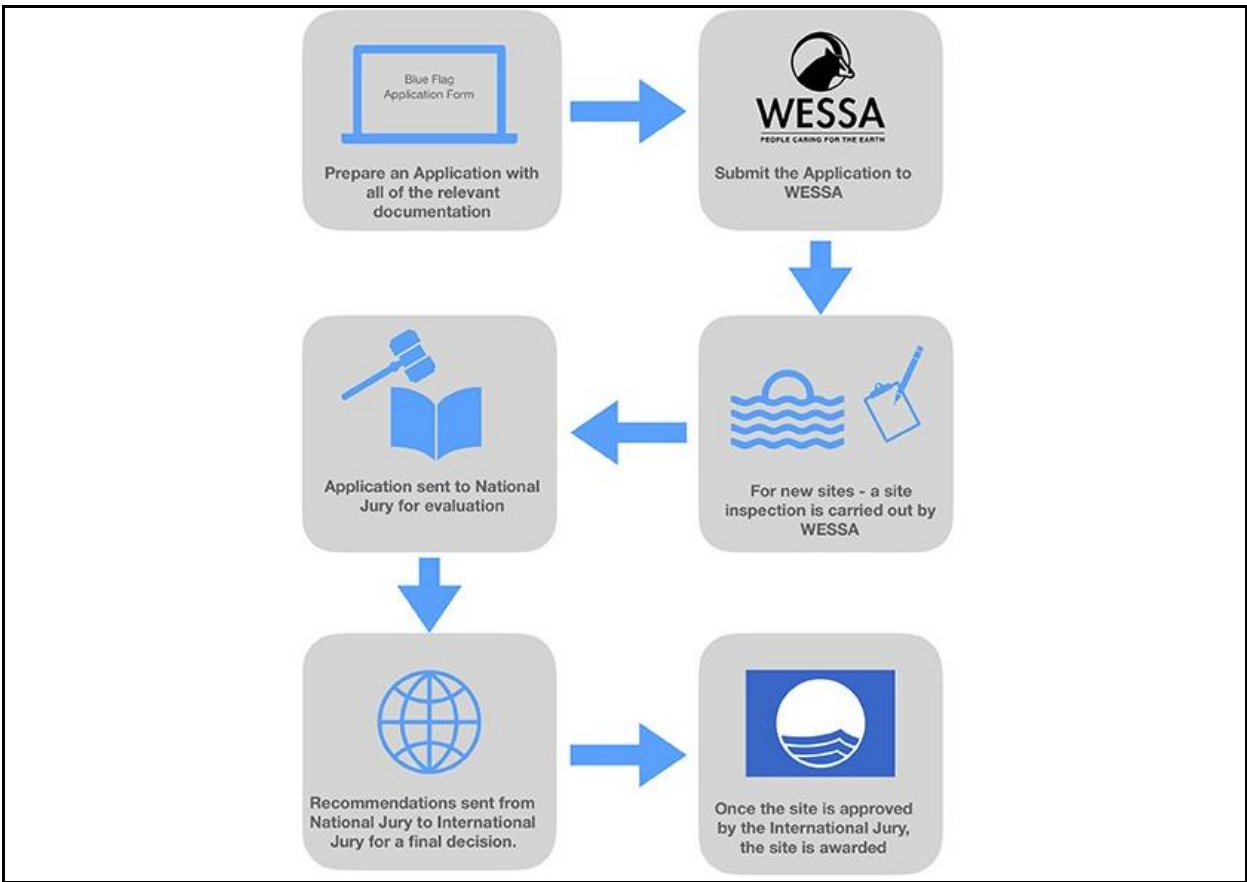 Blue Flag
Application Form
Prepare an Application with
all of the relevant
documentation
WESSA
PEOPLE CARING FOR THE EARTH
Submit the Application to
WESSA
For new sites - a site
inspection is carried out by
WESSA
Application sent to National
Jury for evaluation
Recommendations sent from
National Jury to International
Jury for a final decision.
Once the site is approved
by the International Jury,
the site is awarded